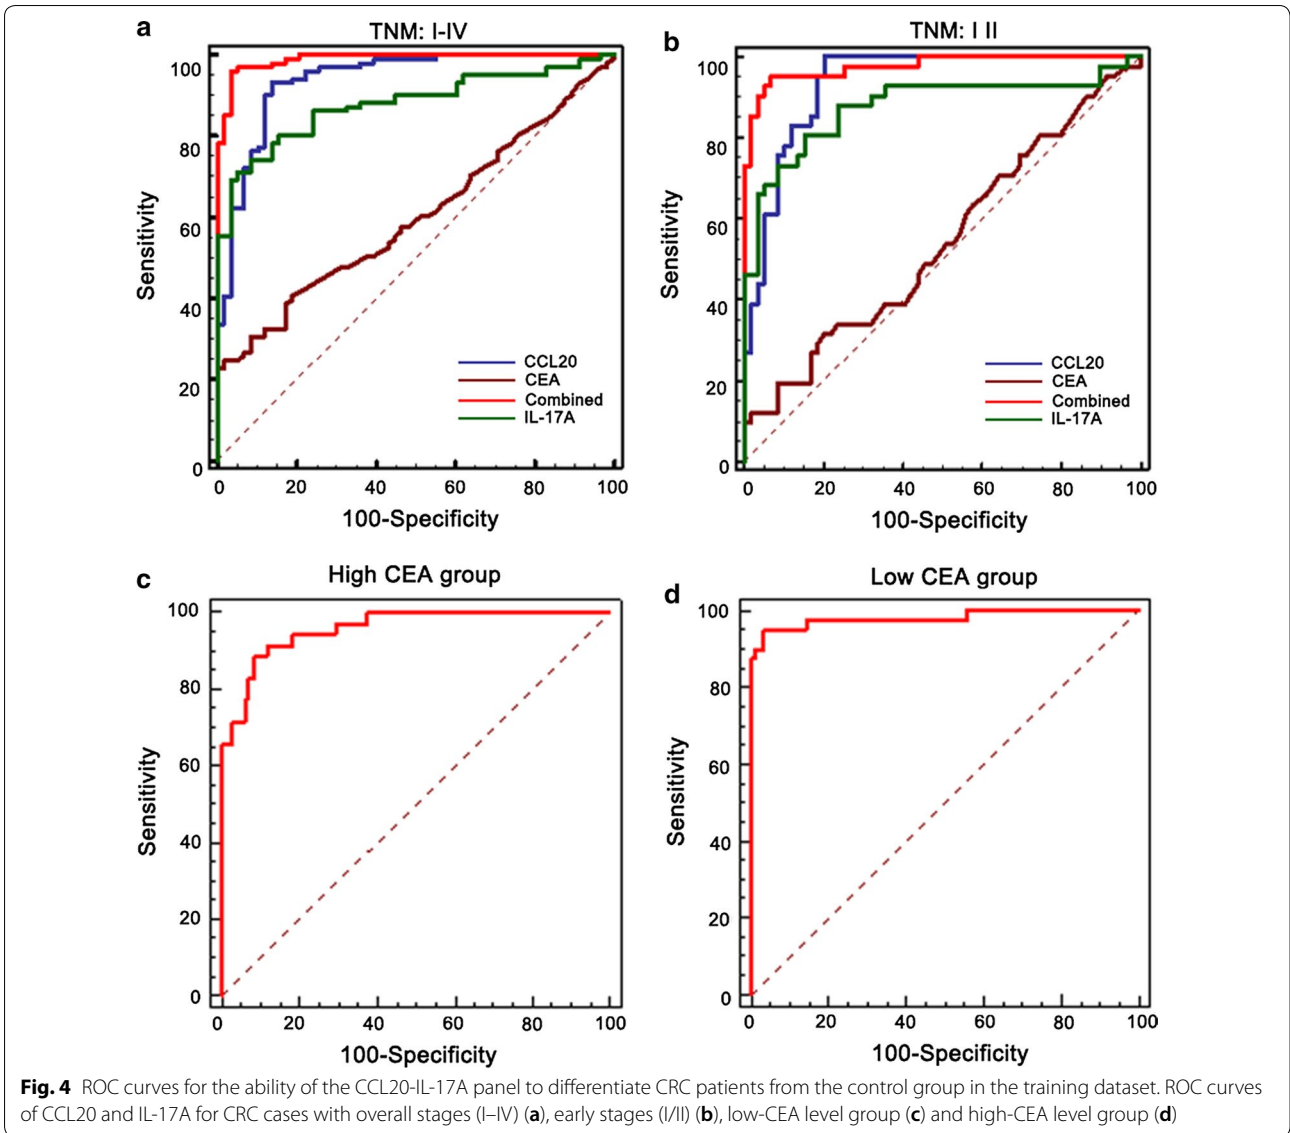 a
TNM: I-IV
100
80
60
40
20
0
Sensitivity
CCL20
CEA
Combined
IL-17A
0 20 40 60 80 100
100-Specificity
b
TNM: I II
100
80
60
40
20
0
Sensitivity
CCL20
CEA
Combined
IL-17A
0 20 40 60 80 100
100-Specificity
c
High CEA group
100
80
60
40
20
0
Sensitivity
0 20 40 60 80 100
100-Specificity
d
Low CEA group
100
80
60
40
20
0
Sensitivity
0 20 40 60 80 100
100-Specificity
Fig. 4 ROC curves for the ability of the CCL20-IL-17A panel to differentiate CRC patients from the control group in the training dataset. ROC curves
of CCL20 and IL-17A for CRC cases with overall stages (I–IV) (a), early stages (I/II) (b), low-CEA level group (c) and high-CEA level group (d)